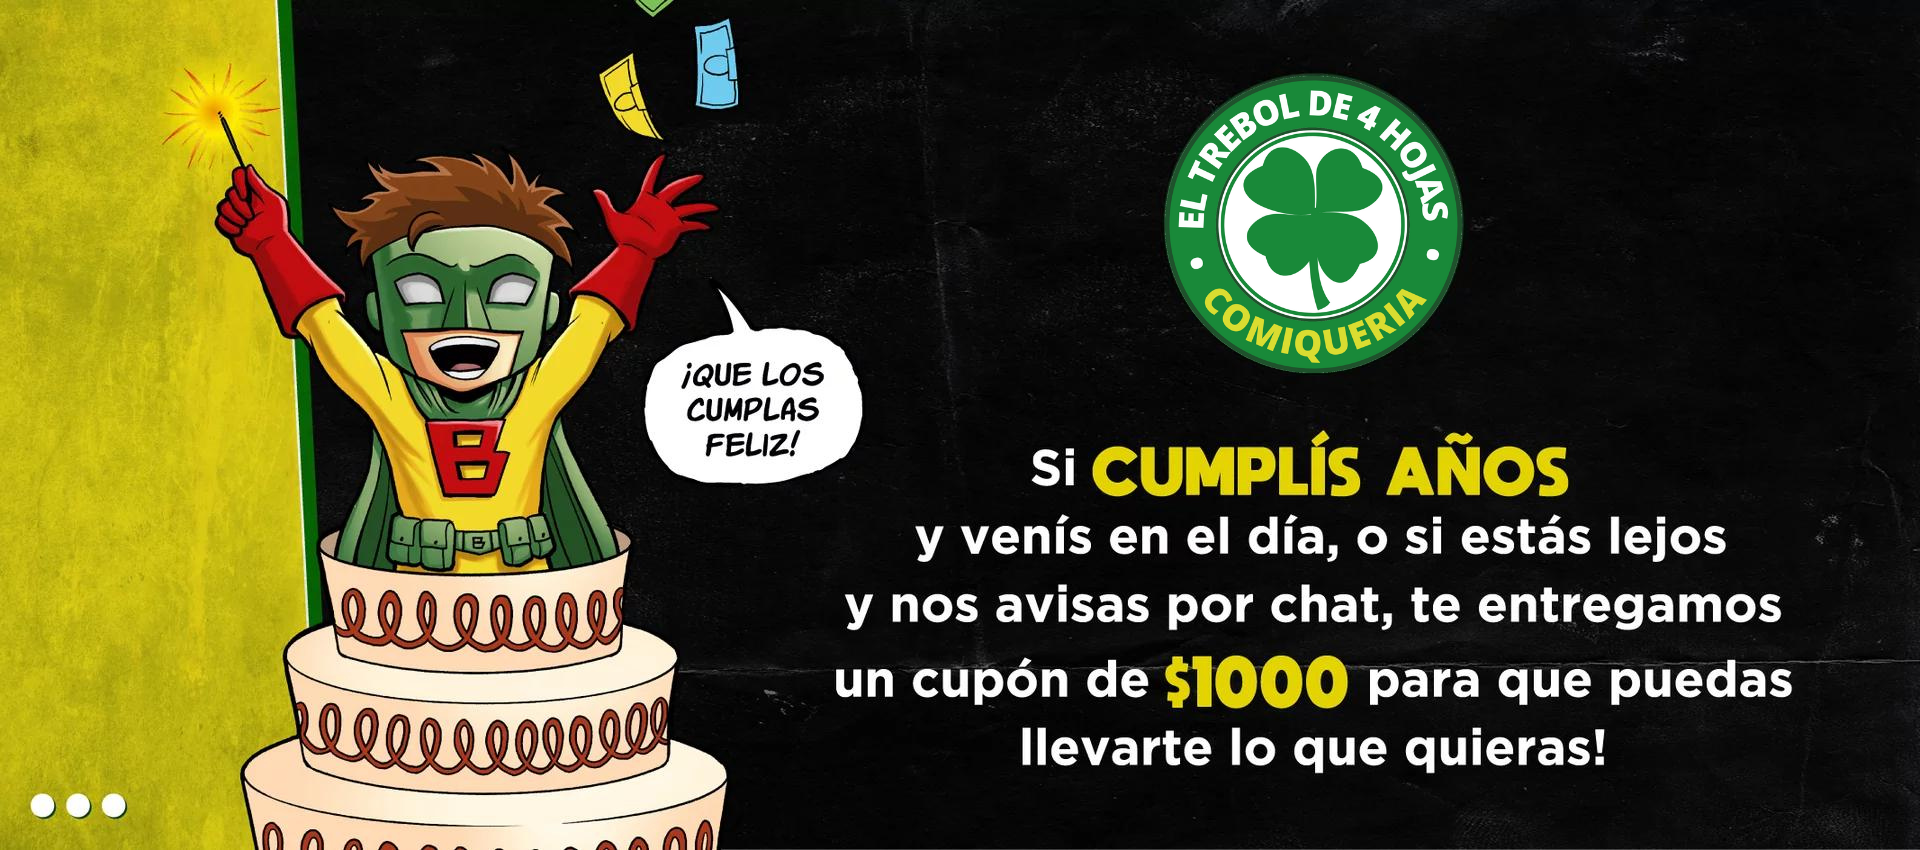 EL TREBOL DE 4 HOJAS
COMIQUERIA
B
B
¡QUE LOS
CUMPLAS
FELIZ!
Si CUMPLÍS AÑOS
y venís en el día, o si estás lejos
y nos avisas por chat, te entregamos
un cupón de $1000 para que puedas
llevarte lo que quieras!